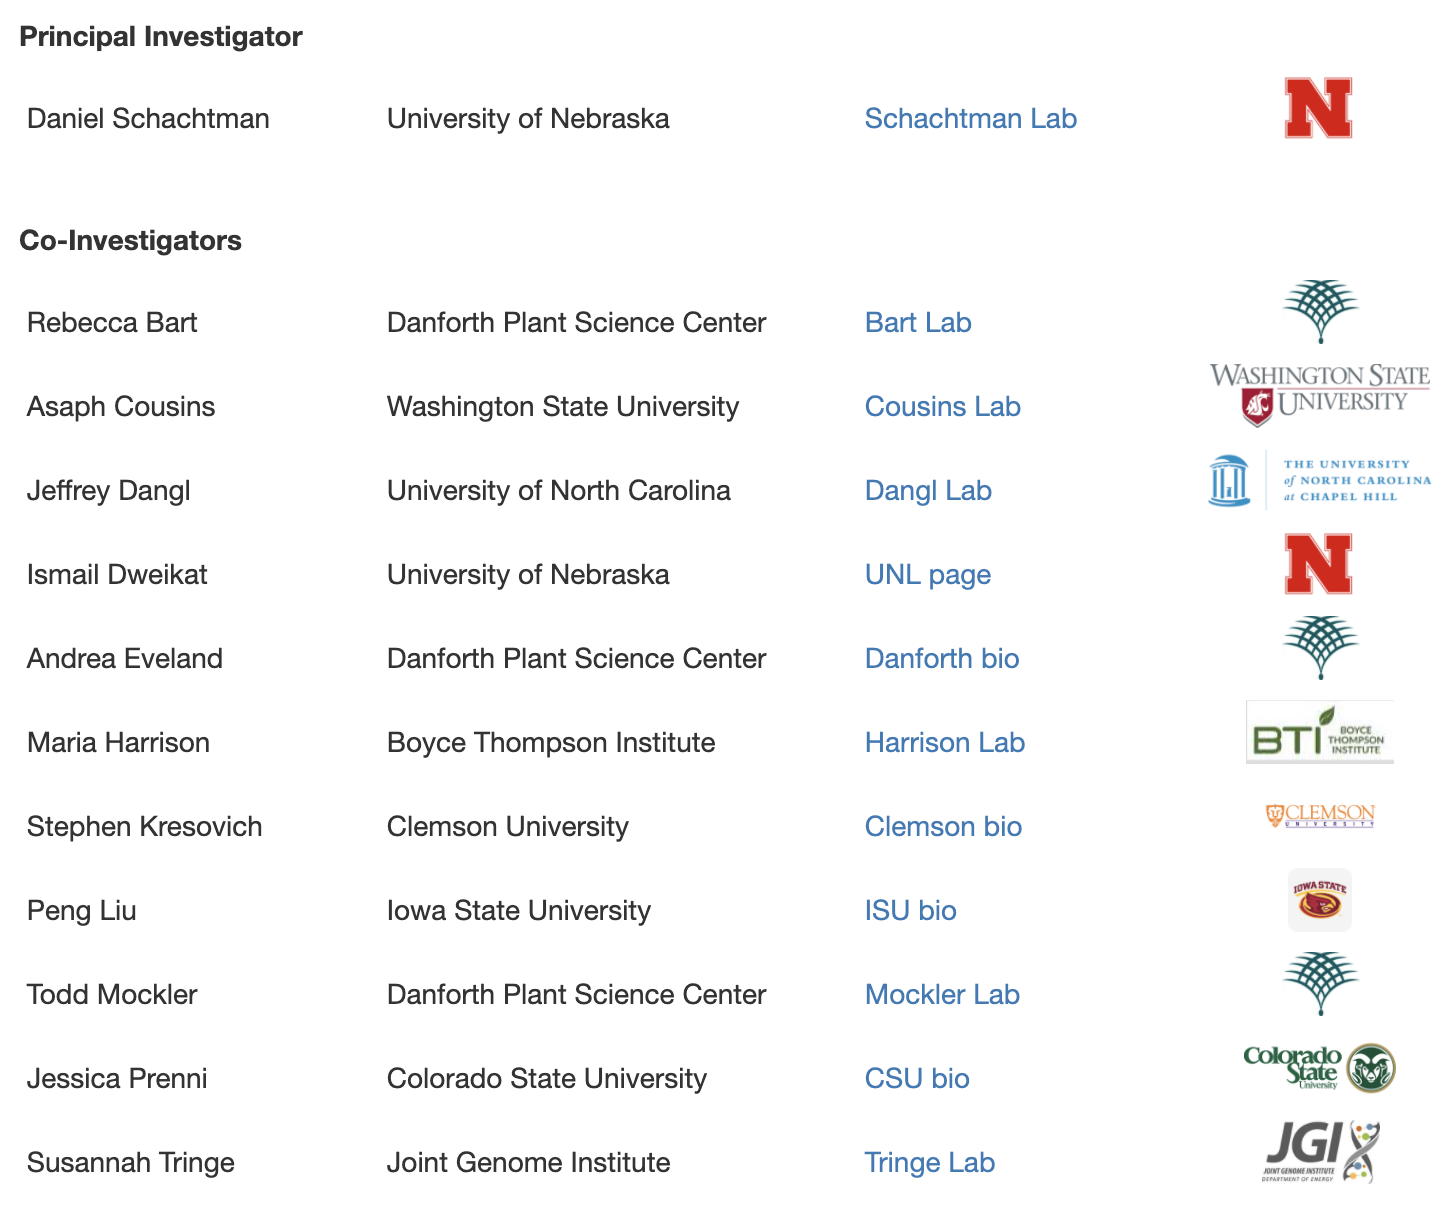 Principal Investigator
Daniel Schachtman University of Nebraska Schachtman Lab N
Co-Investigators
Rebecca Bart Danforth Plant Science Center Bart Lab
Asaph Cousins Washington State University Cousins Lab WASHINGTON STATE UNIVERSITY
Jeffrey Dangl University of North Carolina Dangl Lab THE UNIVERSITY of NORTH CAROLINA at CHAPEL HILL
Ismail Dweikat University of Nebraska UNL page N
Andrea Eveland Danforth Plant Science Center Danforth bio
Maria Harrison Boyce Thompson Institute Harrison Lab BTI BOYCE THOMPSON INSTITUTE
Stephen Kresovich Clemson University Clemson bio CLEMSON UNIVERSITY
Peng Liu Iowa State University ISU bio IOWA STATE
Todd Mockler Danforth Plant Science Center Mockler Lab
Jessica Prenni Colorado State University CSU bio Colorado State University
Susannah Tringe Joint Genome Institute Tringe Lab JGI JOINT GENOME INSTITUTE DEPARTMENT OF ENERGY